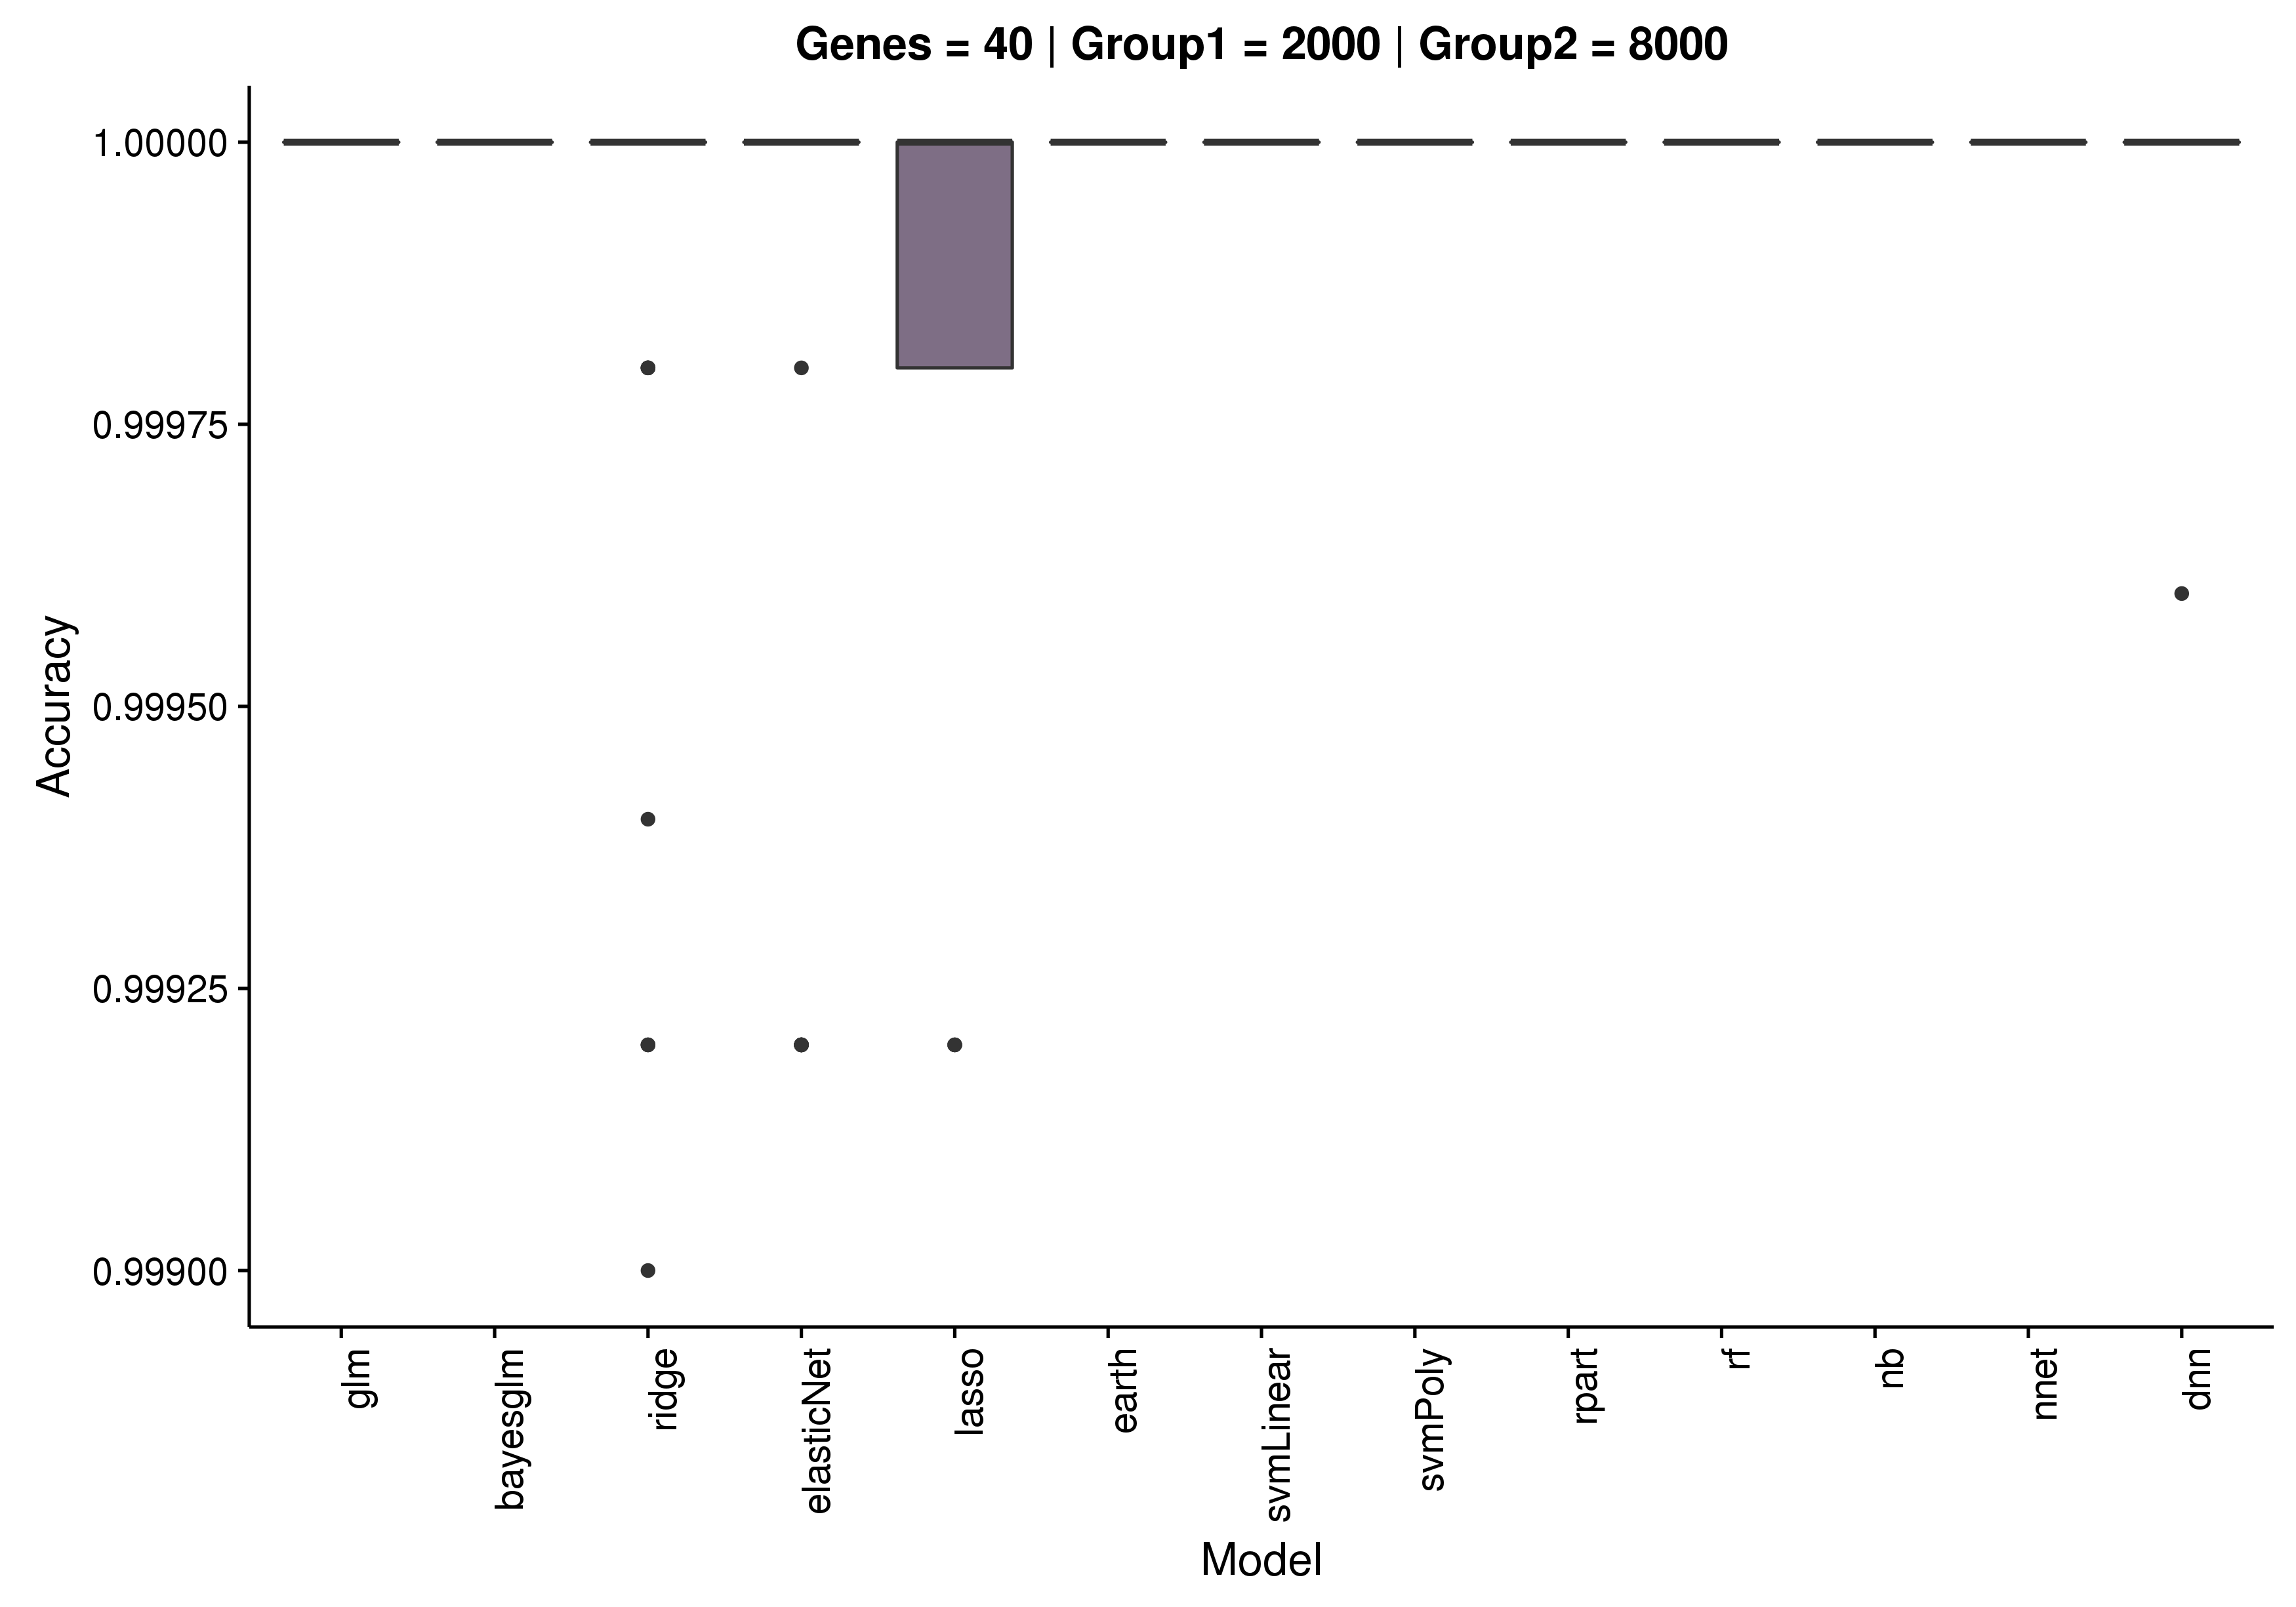 Genes = 40 | Group1 = 2000 | Group2 = 8000
Accuracy
1.00000
0.99975
0.99950
0.99925
0.99900
glm
bayesglm
ridge
elasticNet
lasso
earth
svmLinear
svmPoly
rpart
rf
nb
nnet
dnn
Model